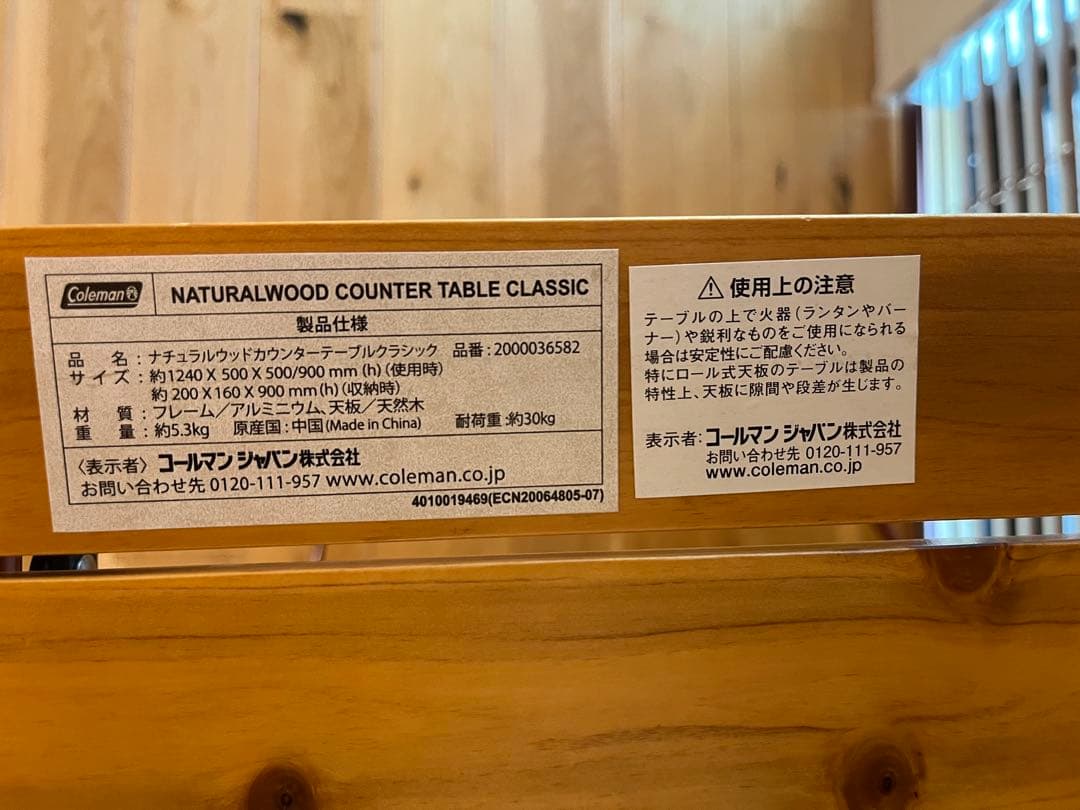 Coleman
NATURALWOOD COUNTER TABLE CLASSIC
製品仕様
品 名：ナチュラルウッドカウンターテーブルクラシック 品番：2000036582
サイズ：約1240 X 500 X 500/900 mm (h)（使用時）
約 200 X 160 X 900 mm (h)（収納時）
材 質：フレーム／アルミニウム、天板／天然木
重 量：約5.3kg 原産国：中国(Made in China) 耐荷重：約30kg
〈表示者〉 コールマン ジャパン株式会社
お問い合わせ先 0120-111-957 www.coleman.co.jp
4010019469(ECN20064805-07)
⚠ 使用上の注意
テーブルの上で火器（ランタンやバー
ナー）や鋭利なものをご使用になられる
場合は安定性にご配慮ください。
特にロール式天板のテーブルは製品の
特性上、天板に隙間や段差が生じます。
表示者：コールマン ジャパン株式会社
お問い合わせ先 0120-111-957
www.coleman.co.jp